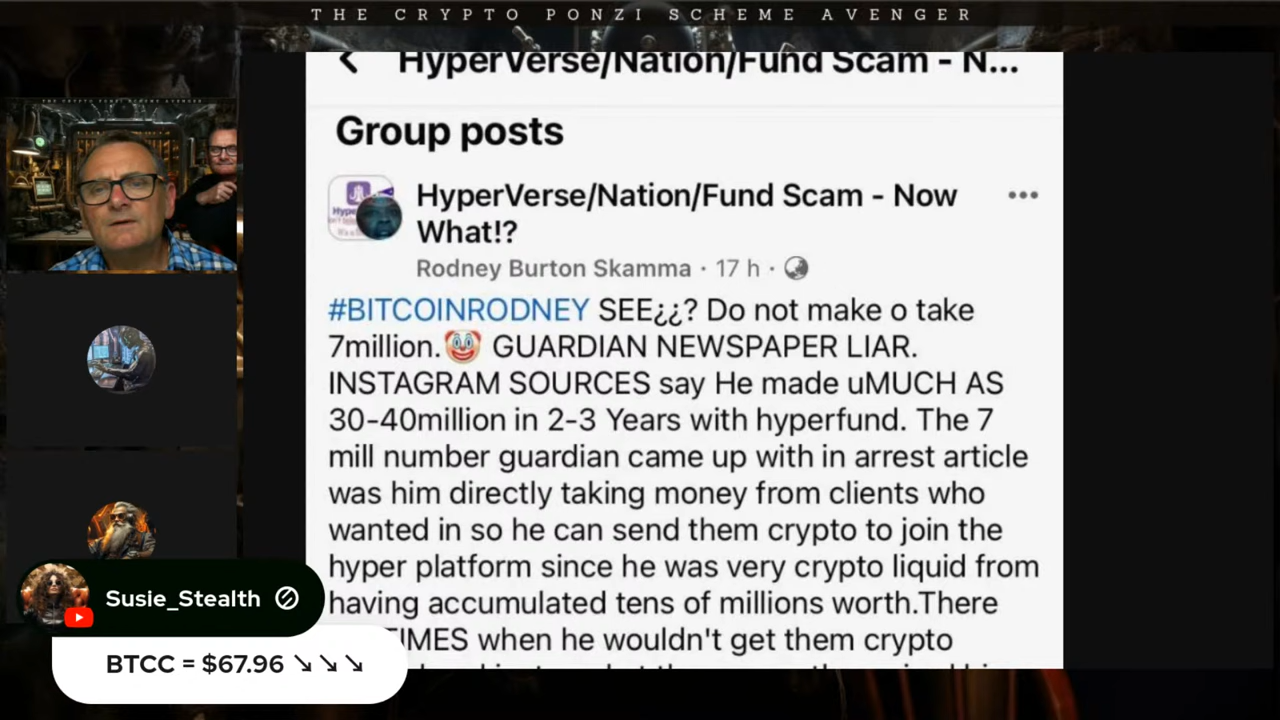 THE CRYPTO PONZI SCHEME AVENGER
HyperVerse/Nation/Fund Scam - N...
Group posts
HyperVerse/Nation/Fund Scam - Now
What!?
Rodney Burton Skamma · 17 h ·
#BITCOINRODNEY SEE¿¿? Do not make o take
7million.🤡 GUARDIAN NEWSPAPER LIAR.
INSTAGRAM SOURCES say He made uMUCH AS
30-40million in 2-3 Years with hyperfund. The 7
mill number guardian came up with in arrest article
was him directly taking money from clients who
wanted in so he can send them crypto to join the
hyper platform since he was very crypto liquid from
having accumulated tens of millions worth.There
TIMES when he wouldn't get them crypto
Susie_Stealth
BTCC = $67.96 ↘ ↘ ↘